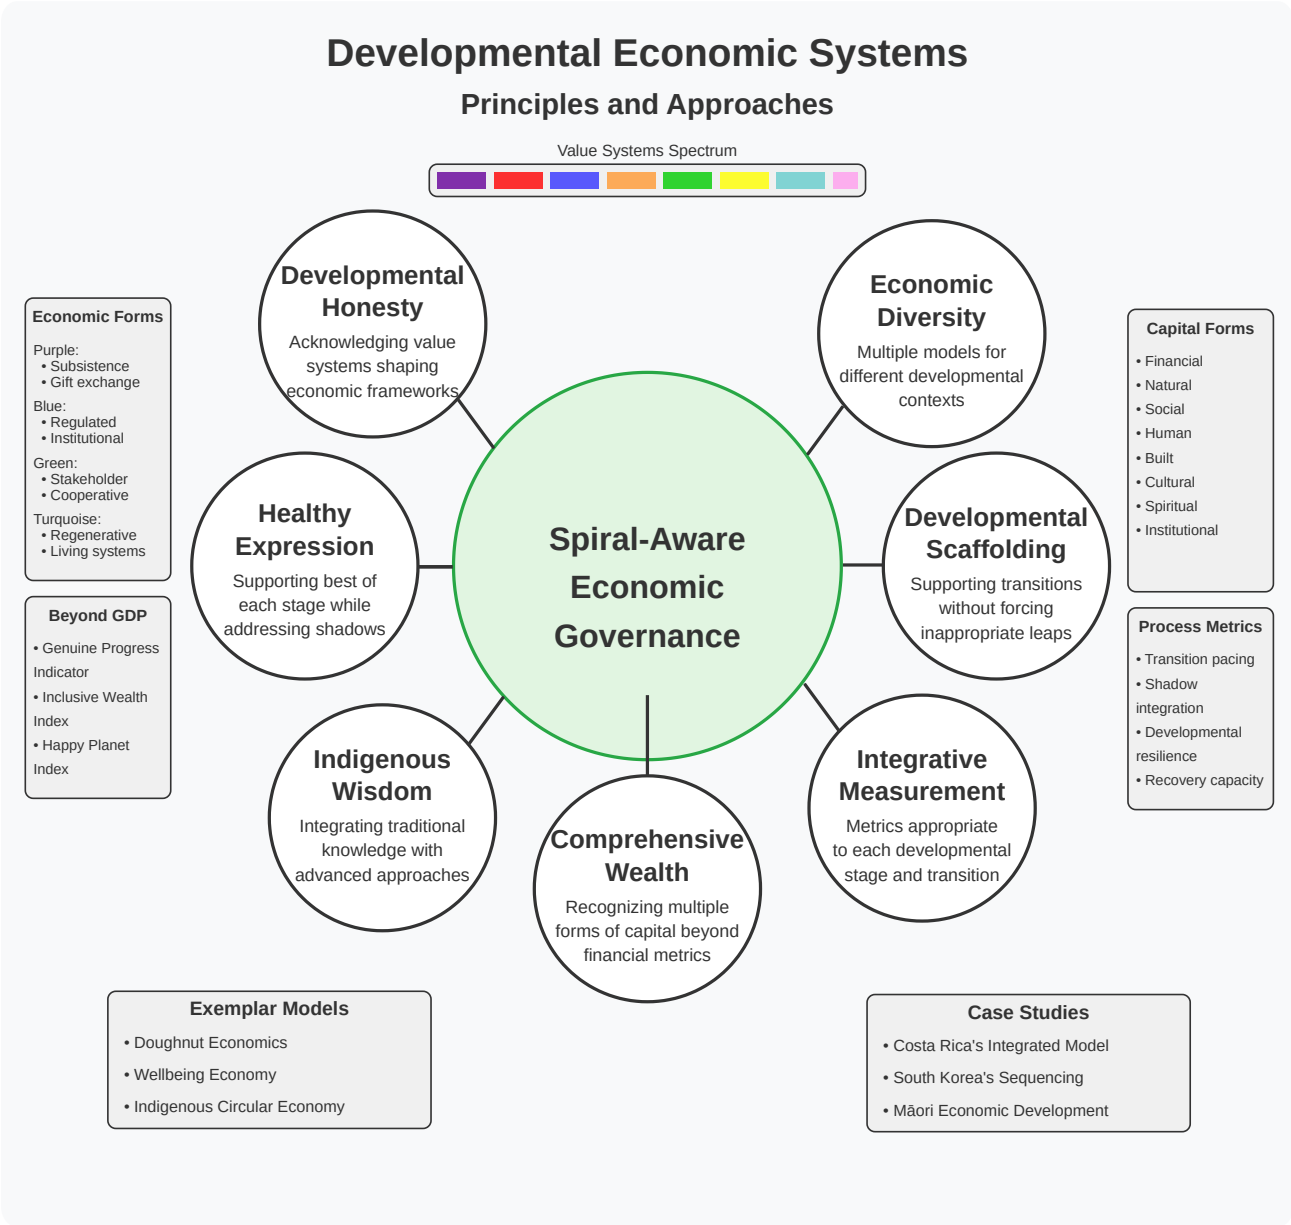 Developmental Economic Systems
Principles and Approaches
Value Systems Spectrum
Developmental
Honesty
Acknowledging value
systems shaping
economic frameworks
Economic
Diversity
Multiple models for
different developmental
contexts
Economic Forms
Purple:
• Subsistence
• Gift exchange
Blue:
• Regulated
• Institutional
Green:
• Stakeholder
• Cooperative
Turquoise:
• Regenerative
• Living systems
Capital Forms
• Financial
• Natural
• Social
• Human
• Built
• Cultural
• Spiritual
• Institutional
Healthy
Expression
Supporting best of
each stage while
addressing shadows
Spiral-Aware
Economic
Governance
Developmental
Scaffolding
Supporting transitions
without forcing
inappropriate leaps
Beyond GDP
• Genuine Progress
Indicator
• Inclusive Wealth
Index
• Happy Planet
Index
Process Metrics
• Transition pacing
• Shadow
integration
• Developmental
resilience
• Recovery capacity
Indigenous
Wisdom
Integrating traditional
knowledge with
advanced approaches
Comprehensive
Wealth
Recognizing multiple
forms of capital beyond
financial metrics
Integrative
Measurement
Metrics appropriate
to each developmental
stage and transition
Exemplar Models
• Doughnut Economics
• Wellbeing Economy
• Indigenous Circular Economy
Case Studies
• Costa Rica's Integrated Model
• South Korea's Sequencing
• Māori Economic Development